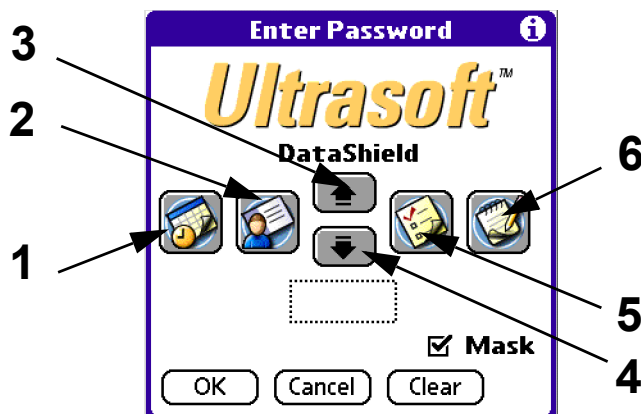 Enter Password i
Ultrasoft™
DataShield
3
2
6
1
5
4
Mask
OK Cancel Clear